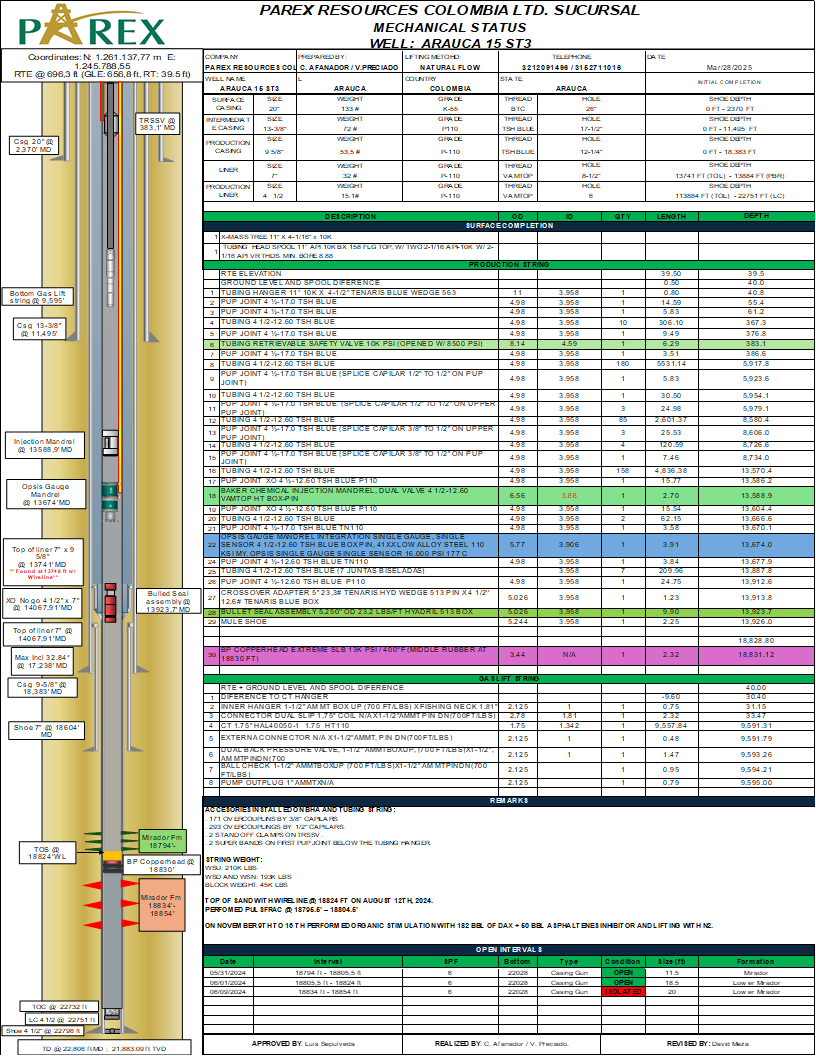 PAREX RESOURCES COLOMBIA LTD. SUCURSAL
MECHANICAL STATUS
WELL: ARAUCA 15 ST3
PAREX
Coordinates: N: 1.261.137,77 m E: 1.245.788,55
RTE @ 696,3 ft (GLE: 656,8 ft, RT: 39.5 ft)
COMPANY PREPARED BY: LIFTING METOHD: TELEPHONE DATE
PAREX RESOURCES COL C. AFANADOR / V.PRECIADO NATURAL FLOW 3212091496 / 3152711016 Mar/28/2025
WELL NAME L COUNTRY STATE INITIAL COMPLETION
ARAUCA 15 ST3 ARAUCA COLOMBIA ARAUCA
SURFACE CASING SIZE WEIGHT GRADE THREAD HOLE SHOE DEPTH
20" 133 # K-55 BTC 26" 0 FT - 2370 FT
INTERMEDIATE CASING SIZE WEIGHT GRADE THREAD HOLE SHOE DEPTH
13-3/8" 72 # P110 TSH BLUE 17-1/2" 0 FT - 11,495 FT
PRODUCTION CASING SIZE WEIGHT GRADE THREAD HOLE SHOE DEPTH
9 5/8" 53,5 # P-110 TSH BLUE 12-1/4" 0 FT - 18,383 FT
LINER SIZE WEIGHT GRADE THREAD HOLE SHOE DEPTH
7" 32 # P-110 VAMTOP 8-1/2" 13741 FT (TOL) - 13884 FT (PBR)
PRODUCTION LINER SIZE WEIGHT GRADE THREAD HOLE SHOE DEPTH
4 1/2 15.1# P-110 VAMTOP 6 113884 FT (TOL) - 22751 FT (LC)
DESCRIPTION OD ID QTY LENGTH DEPTH
SURFACE COMPLETION
1 X-MASS TREE 11" X 4-1/16" x 10K
1 TUBING HEAD SPOOL 11" API 10K BX 158 FLG TOP, W/ TWO 2-1/16 API-10K W/ 2-1/16 API VR THDS. MIN. BORE 8.88
PRODUCTION STRING
RTE ELEVATION 39.50 39.5
GROUND LEVEL AND SPOOL DIFERENCE 0.50 40.0
1 TUBING HANGER 11" 10K X 4-1/2" TENARIS BLUE WEDGE 563 11 3.958 1 0.80 40.8
2 PUP JOINT 4 ½-17.0 TSH BLUE 4.98 3.958 1 14.59 55.4
3 PUP JOINT 4 ½-17.0 TSH BLUE 4.98 3.958 1 5.83 61.2
4 TUBING 4 1/2-12.60 TSH BLUE 4.98 3.958 10 306.10 367.3
5 PUP JOINT 4 ½-17.0 TSH BLUE 4.98 3.958 1 9.49 376.8
6 TUBING RETRIEVABLE SAFETY VALVE 10K PSI (OPENED W/ 8500 PSI) 8.14 4.59 1 6.29 383.1
7 PUP JOINT 4 ½-17.0 TSH BLUE 4.98 3.958 1 3.51 386.6
8 TUBING 4 1/2-12.60 TSH BLUE 4.98 3.958 180 5531.14 5,917.8
9 PUP JOINT 4 ½-17.0 TSH BLUE (SPLICE CAPILAR 1/2" TO 1/2" ON PUP JOINT) 4.98 3.958 1 5.83 5,923.6
10 TUBING 4 1/2-12.60 TSH BLUE 4.98 3.958 1 30.50 5,954.1
11 PUP JOINT 4 ½-17.0 TSH BLUE (SPLICE CAPILAR 1/2" TO 1/2" ON UPPER PUP JOINT) 4.98 3.958 3 24.98 5,979.1
12 TUBING 4 1/2-12.60 TSH BLUE 4.98 3.958 85 2,601.37 8,580.4
13 PUP JOINT 4 ½-17.0 TSH BLUE (SPLICE CAPILAR 3/8" TO 1/2" ON UPPER PUP JOINT) 4.98 3.958 3 25.53 8,606.0
14 TUBING 4 1/2-12.60 TSH BLUE 4.98 3.958 4 120.59 8,726.6
15 PUP JOINT 4 ½-17.0 TSH BLUE (SPLICE CAPILAR 3/8" TO 1/2" ON PUP JOINT) 4.98 3.958 1 7.46 8,734.0
16 TUBING 4 1/2-12.60 TSH BLUE 4.98 3.958 158 4,836.38 13,570.4
17 PUP JOINT XO 4 ½-12.60 TSH BLUE P110 4.98 3.958 1 15.77 13,586.2
18 BAKER CHEMICAL INJECTION MANDREL, DUAL VALVE 4 1/2-12.60 VAMTOP HT BOX-PIN 6.56 3.86 1 2.70 13,588.9
19 PUP JOINT XO 4 ½-12.60 TSH BLUE P110 4.98 3.958 1 15.54 13,604.4
20 TUBING 4 1/2-12.60 TSH BLUE 4.98 3.958 2 62.15 13,666.6
21 PUP JOINT 4 ½-17.0 TSH BLUE TN110 4.98 3.958 1 3.58 13,670.1
22 OPSIS GAUGE MANDREL INTEGRATION SINGLE GAUGE, SINGLE SENSOR 4 1/2-12.60 TSH BLUE BOX PIN, 41XX LOW ALLOY STEEL 110 KSI MY. OPSIS SINGLE GAUGE SINGLE SENSOR 16.000 PSI 177 C 5.77 3.906 1 3.91 13,674.0
24 PUP JOINT 4 ½-12.60 TSH BLUE TN110 4.98 3.958 1 3.84 13,677.9
25 TUBING 4 1/2-12.60 TSH BLUE (7 JUNTAS BISELADAS) 3.958 7 209.96 13,887.8
26 PUP JOINT 4 ½-12.60 TSH BLUE P110 4.98 3.958 1 24.75 13,912.6
27 CROSSOVER ADAPTER 5" 23,3# TENARIS HYD WEDGE 513 PIN X 4 1/2" 12.6# TENARIS BLUE BOX 5.026 3.958 1 1.23 13,913.8
28 BULLET SEAL ASSEMBLY 5.250" OD 23.2 LBS/FT HYADRIL 513 BOX 5.026 3.958 1 9.90 13,923.7
29 MULE SHOE 5.244 3.958 1 2.25 13,926.0
18,828.80
30 BP COPPERHEAD EXTREME SLB 13K PSI / 400°F (MIDDLE RUBBER AT 18830 FT) 3.44 N/A 1 2.32 18,831.12
GAS LIFT STRING
RTE + GROUND LEVEL AND SPOOL DIFERENCE 40.00
1 DIFERENCE TO CT HANGER -9.60 30.40
2 INNER HANGER 1-1/2" AM MT BOX UP (700 FT/LBS) X FISHING NECK 1.81" 2.125 1 1 0.75 31.15
3 CONNECTOR DUAL SLIP 1,75" COIL N/A X1-1/2"AMMT PIN DN(700FT/LBS) 2.78 1.81 1 2.32 33.47
4 CT 1.75" HAL40050-1 1.75 HT110 1.75 1.342 1 9,557.84 9,591.31
5 EXTERNA CONNECTOR N/A X1-1/2"AMMT, PIN DN(700FT/LBS) 2.125 1 1 0.48 9,591.79
6 DUAL BACK PRESSURE VALVE, 1-1/2" AMMTBOXUP, (700 FT/LBS)X1-1/2", AM MTPINDN(700 2.125 1 1 1.47 9,593.26
7 BALL CHECK 1-1/2" AMMTBOXUP (700 FT/LBS)X1-1/2" AM MTPINDN(700 FT/LBS) 2.125 1 0.95 9,594.21
8 PUMP OUTPLUG 1" AMMTXN/A 2.125 1 0.79 9,595.00
REMARKS
ACCESORIES INSTALLED ON BHA AND TUBING STRING:
. 171 OVERCOUPLINGS BY 3/8" CAPILARS
. 293 OVERCOUPLINGS BY 1/2" CAPILARS.
. 2 STAND OFF CLAMPS ON TRSSV
. 2 SUPER BANDS ON FIRST PUP JOINT BELOW THE TUBING HANGER
STRING WEIGHT:
WSU: 210K LBS
WSD AND WSN: 193K LBS
BLOCK WEIGHT: 45K LBS
TOP OF SAND WITH WIRELINE @ 18824 FT ON AUGUST 12TH, 2024.
PERFOMED PULSFRAC @ 18795.5' – 18804.5'
ON NOVEMBER 9TH TO 16 TH PERFORMED ORGANIC STIMULATION WITH 182 BBL OF DAX + 50 BBL ASPHALTENES INHIBITOR AND LIFTING WITH N2.
OPEN INTERVALS
Date Interval SPF Bottom Type Condition Size (ft) Formation
05/31/2024 18794 ft - 18805,5 ft 6 22028 Casing Gun OPEN 11.5 Mirador
06/01/2024 18805,5 ft - 18824 ft 6 22028 Casing Gun OPEN 18.5 Lower Mirador
06/09/2024 18834 ft - 18854 ft 6 22028 Casing Gun ISOLATED 20 Lower Mirador
APPROVED BY: Luis Sepulveda REALIZED BY: C. Afanador / V. Preciado. REVISED BY: David Meza
TRSSV @ 383,1' MD
Csg 20" @ 2,370' MD
Bottom Gas Lift string @ 9,595'
Csg 13-3/8" @ 11,495'
Injection Mandrel @ 13588,9' MD
Opsis Gauge Mandrel @ 13674' MD
Top of liner 7" x 9 5/8" @ 13741' MD
** Found at 13746 ft w/ Wireline**
XO Nogo 4 1/2" x 7" @ 14067,91' MD
Bulled Seal assembly @ 13923,7' MD
Top of liner 7" @ 14067,91' MD
Max Incl 32.84° @ 17,238' MD
Csg 9-5/8" @ 18,383' MD
Shoe 7" @ 18604' MD
Mirador Fm 18794'-
TOS @ 18824' WL
BP Copperhead @ 18830'
Mirador Fm 18834'-18854'
TOC @ 22732 ft
LC 4 1/2 @ 22751 ft
Shoe 4 1/2" @ 22796 ft
TD @ 22,806 ft MD ; 21,883.09 ft TVD